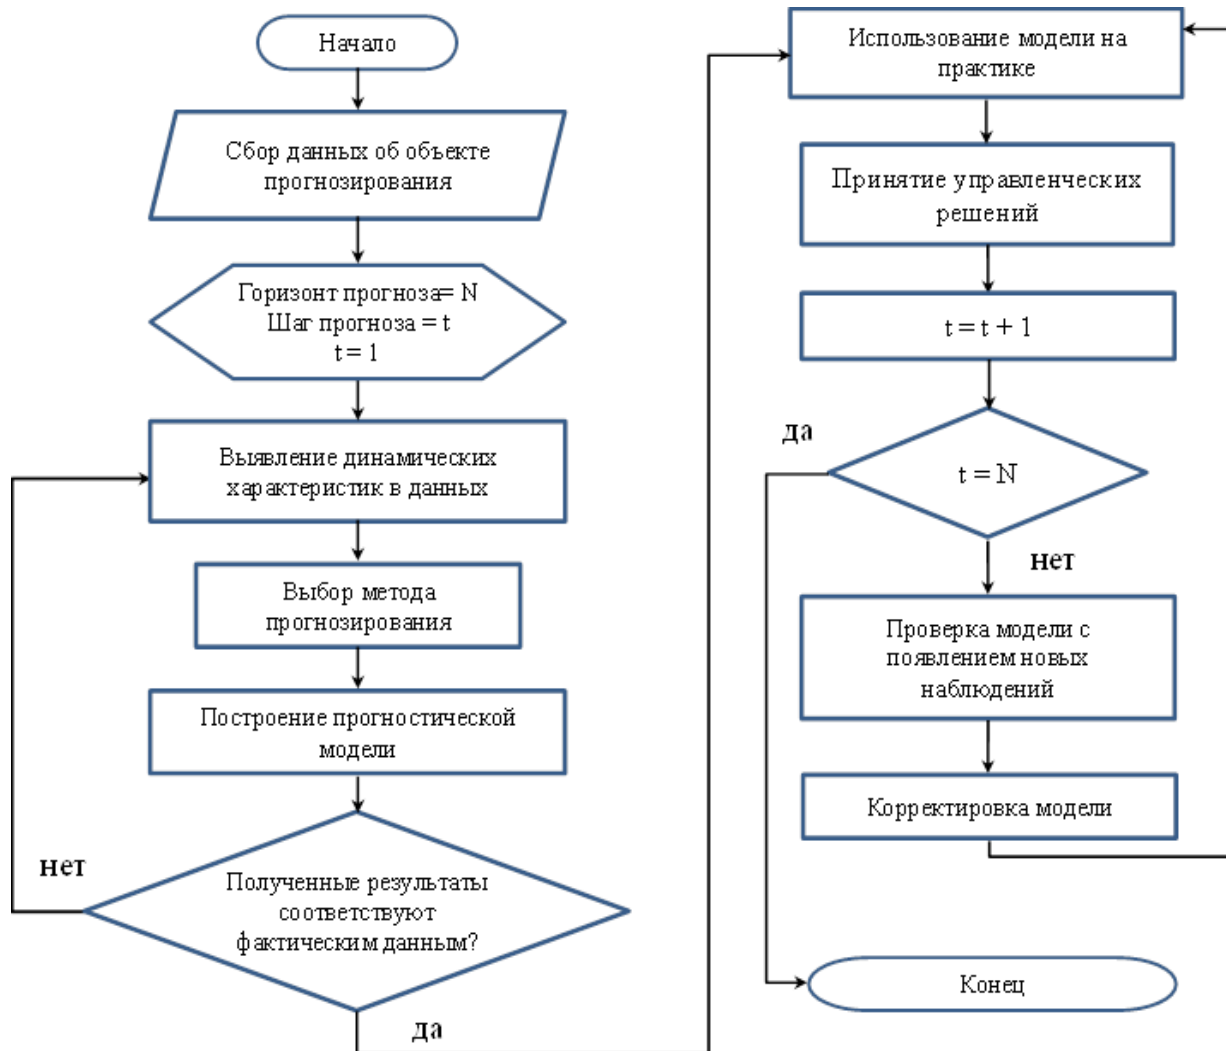 Начало
Сбор данных об объекте
прогнозирования
Горизонт прогноза= N
Шаг прогноза = t
t = 1
Выявление динамических
характеристик в данных
Выбор метода
прогнозирования
Построение прогностической
модели
нет
Полученные результаты
соответствуют
фактическим данным?
да
Использование модели на
практике
Принятие управленческих
решений
t = t + 1
да
t = N
нет
Проверка модели с
появлением новых
наблюдений
Корректировка модели
Конец